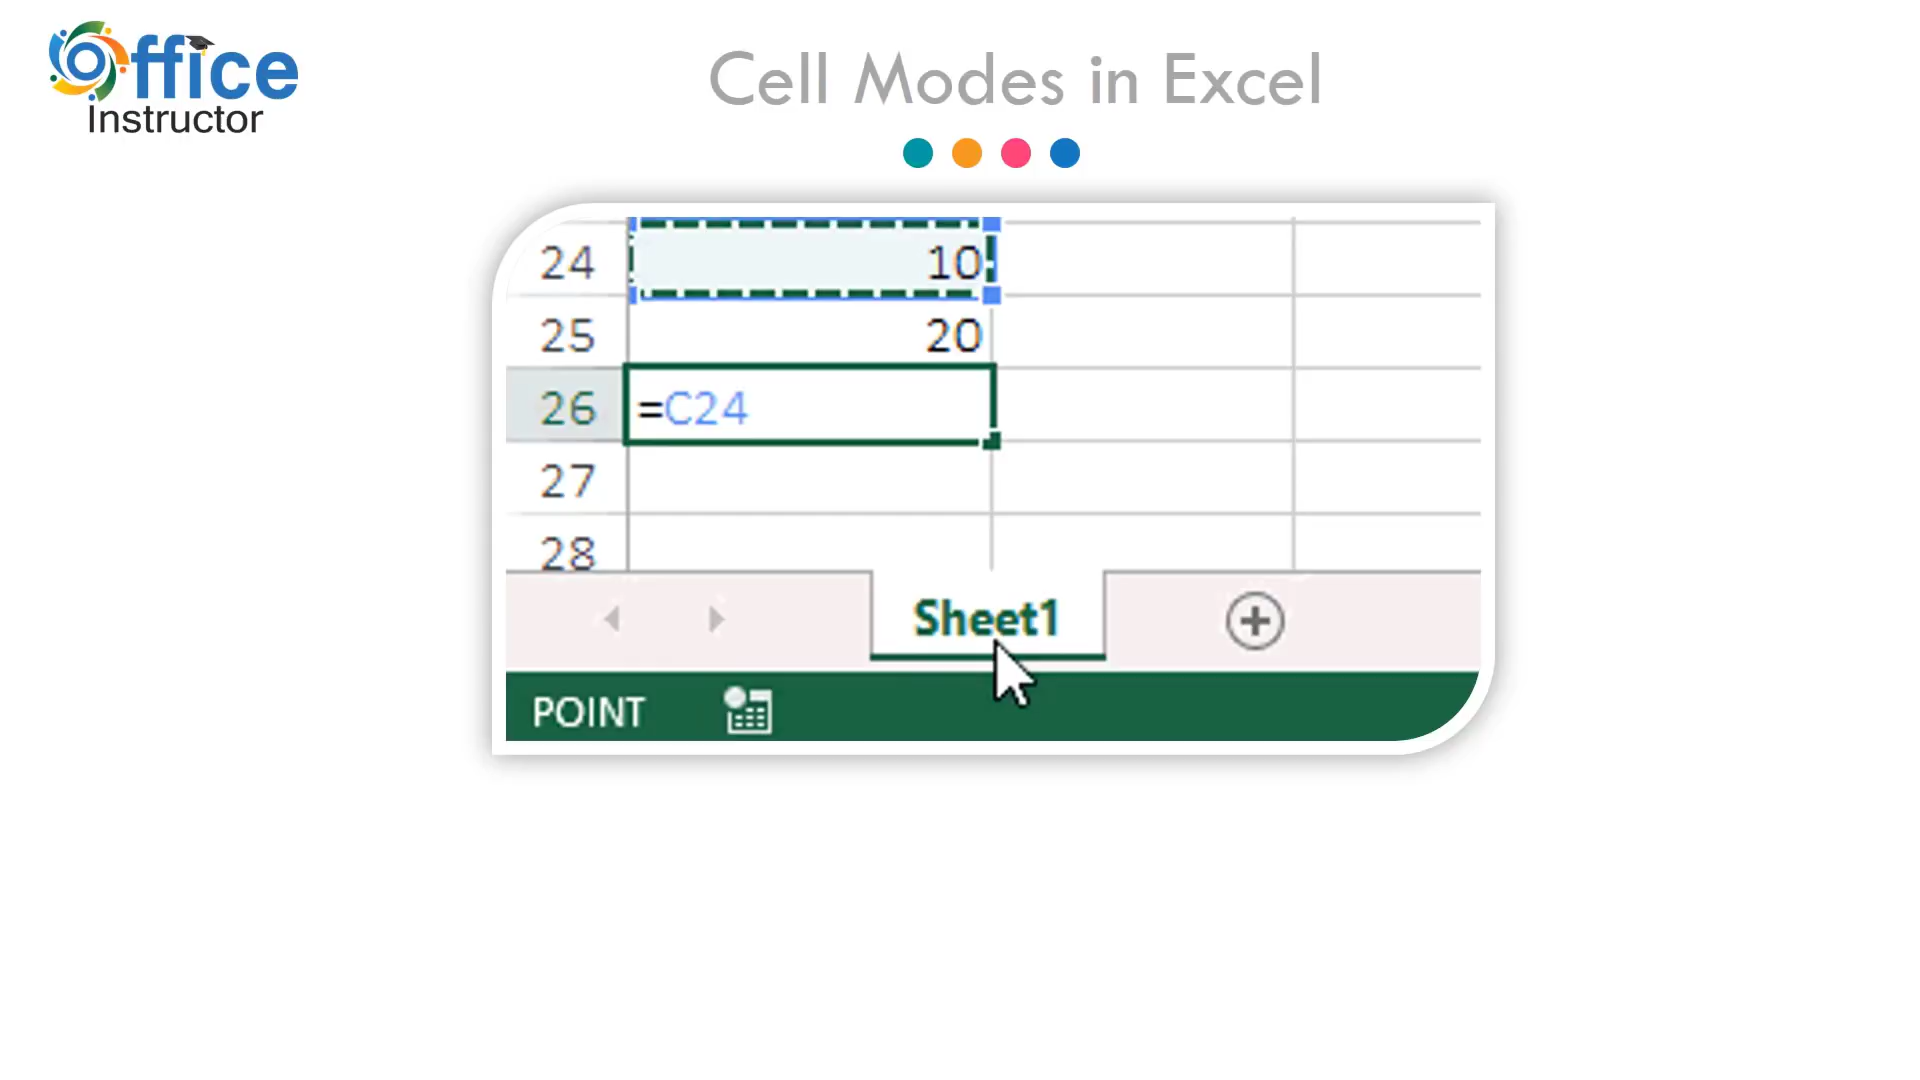 Office
Instructor
Cell Modes in Excel
24 10
25 20
26 =C24
27
28
Sheet1
POINT